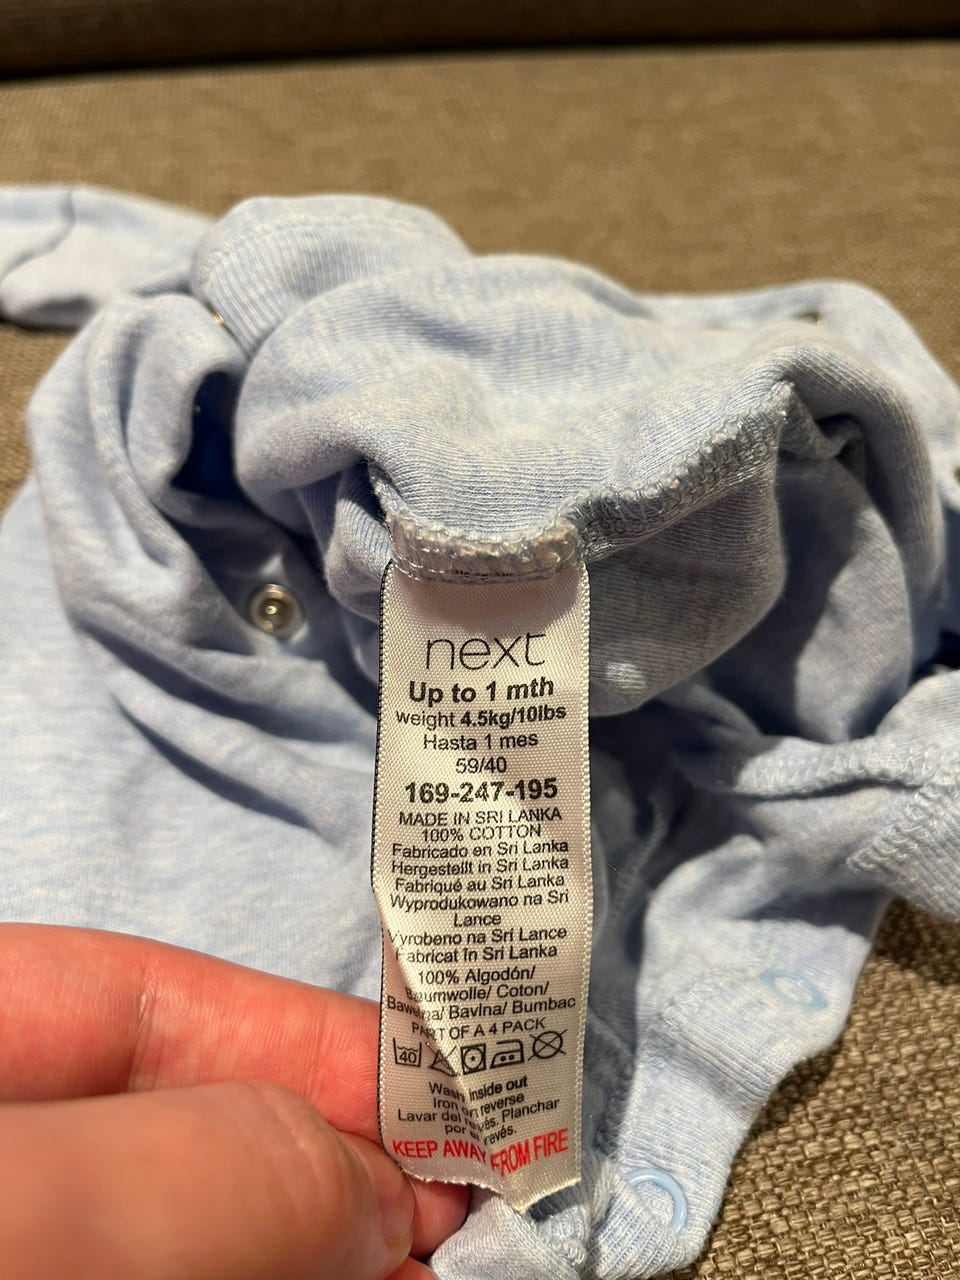 next
Up to 1 mth
weight 4.5kg/10lbs
Hasta 1 mes
59/40
169-247-195
MADE IN SRI LANKA
100% COTTON
Fabricado en Sri Lanka
Hergestellt in Sri Lanka
Fabriqué au Sri Lanka
Wyprodukowano na Sri
Lance
Vyrobeno na Sri Lance
Fabricat în Sri Lanka
100% Algodón/
Baumwolle/ Coton/
Bawełna/ Bavlna/ Bumbac
PART OF A 4 PACK
40
Wash inside out
Iron on reverse
Lavar del revés. Planchar
por el revés.
KEEP AWAY FROM FIRE